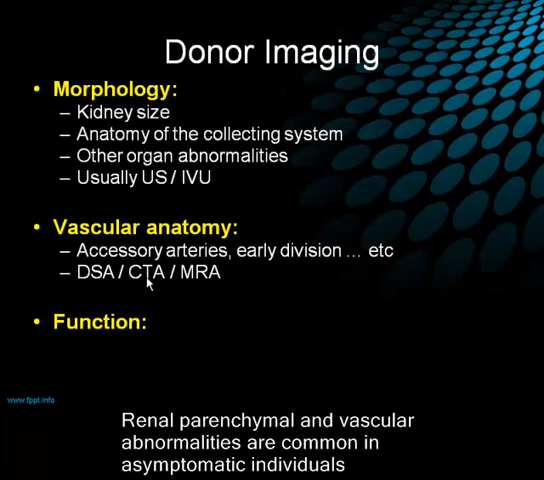 Donor Imaging
• Morphology:
– Kidney size
– Anatomy of the collecting system
– Other organ abnormalities
– Usually US / IVU
• Vascular anatomy:
– Accessory arteries, early division ... etc
– DSA / CTA / MRA
• Function:
www.fppt.info
Renal parenchymal and vascular
abnormalities are common in
asymptomatic individuals